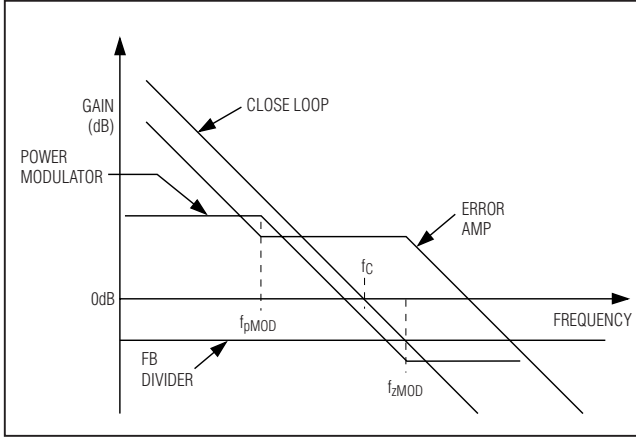 CLOSE LOOP
GAIN
(dB)
POWER
MODULATOR
ERROR
AMP
fC
0dB
fpMOD
FREQUENCY
FB
DIVIDER
fzMOD